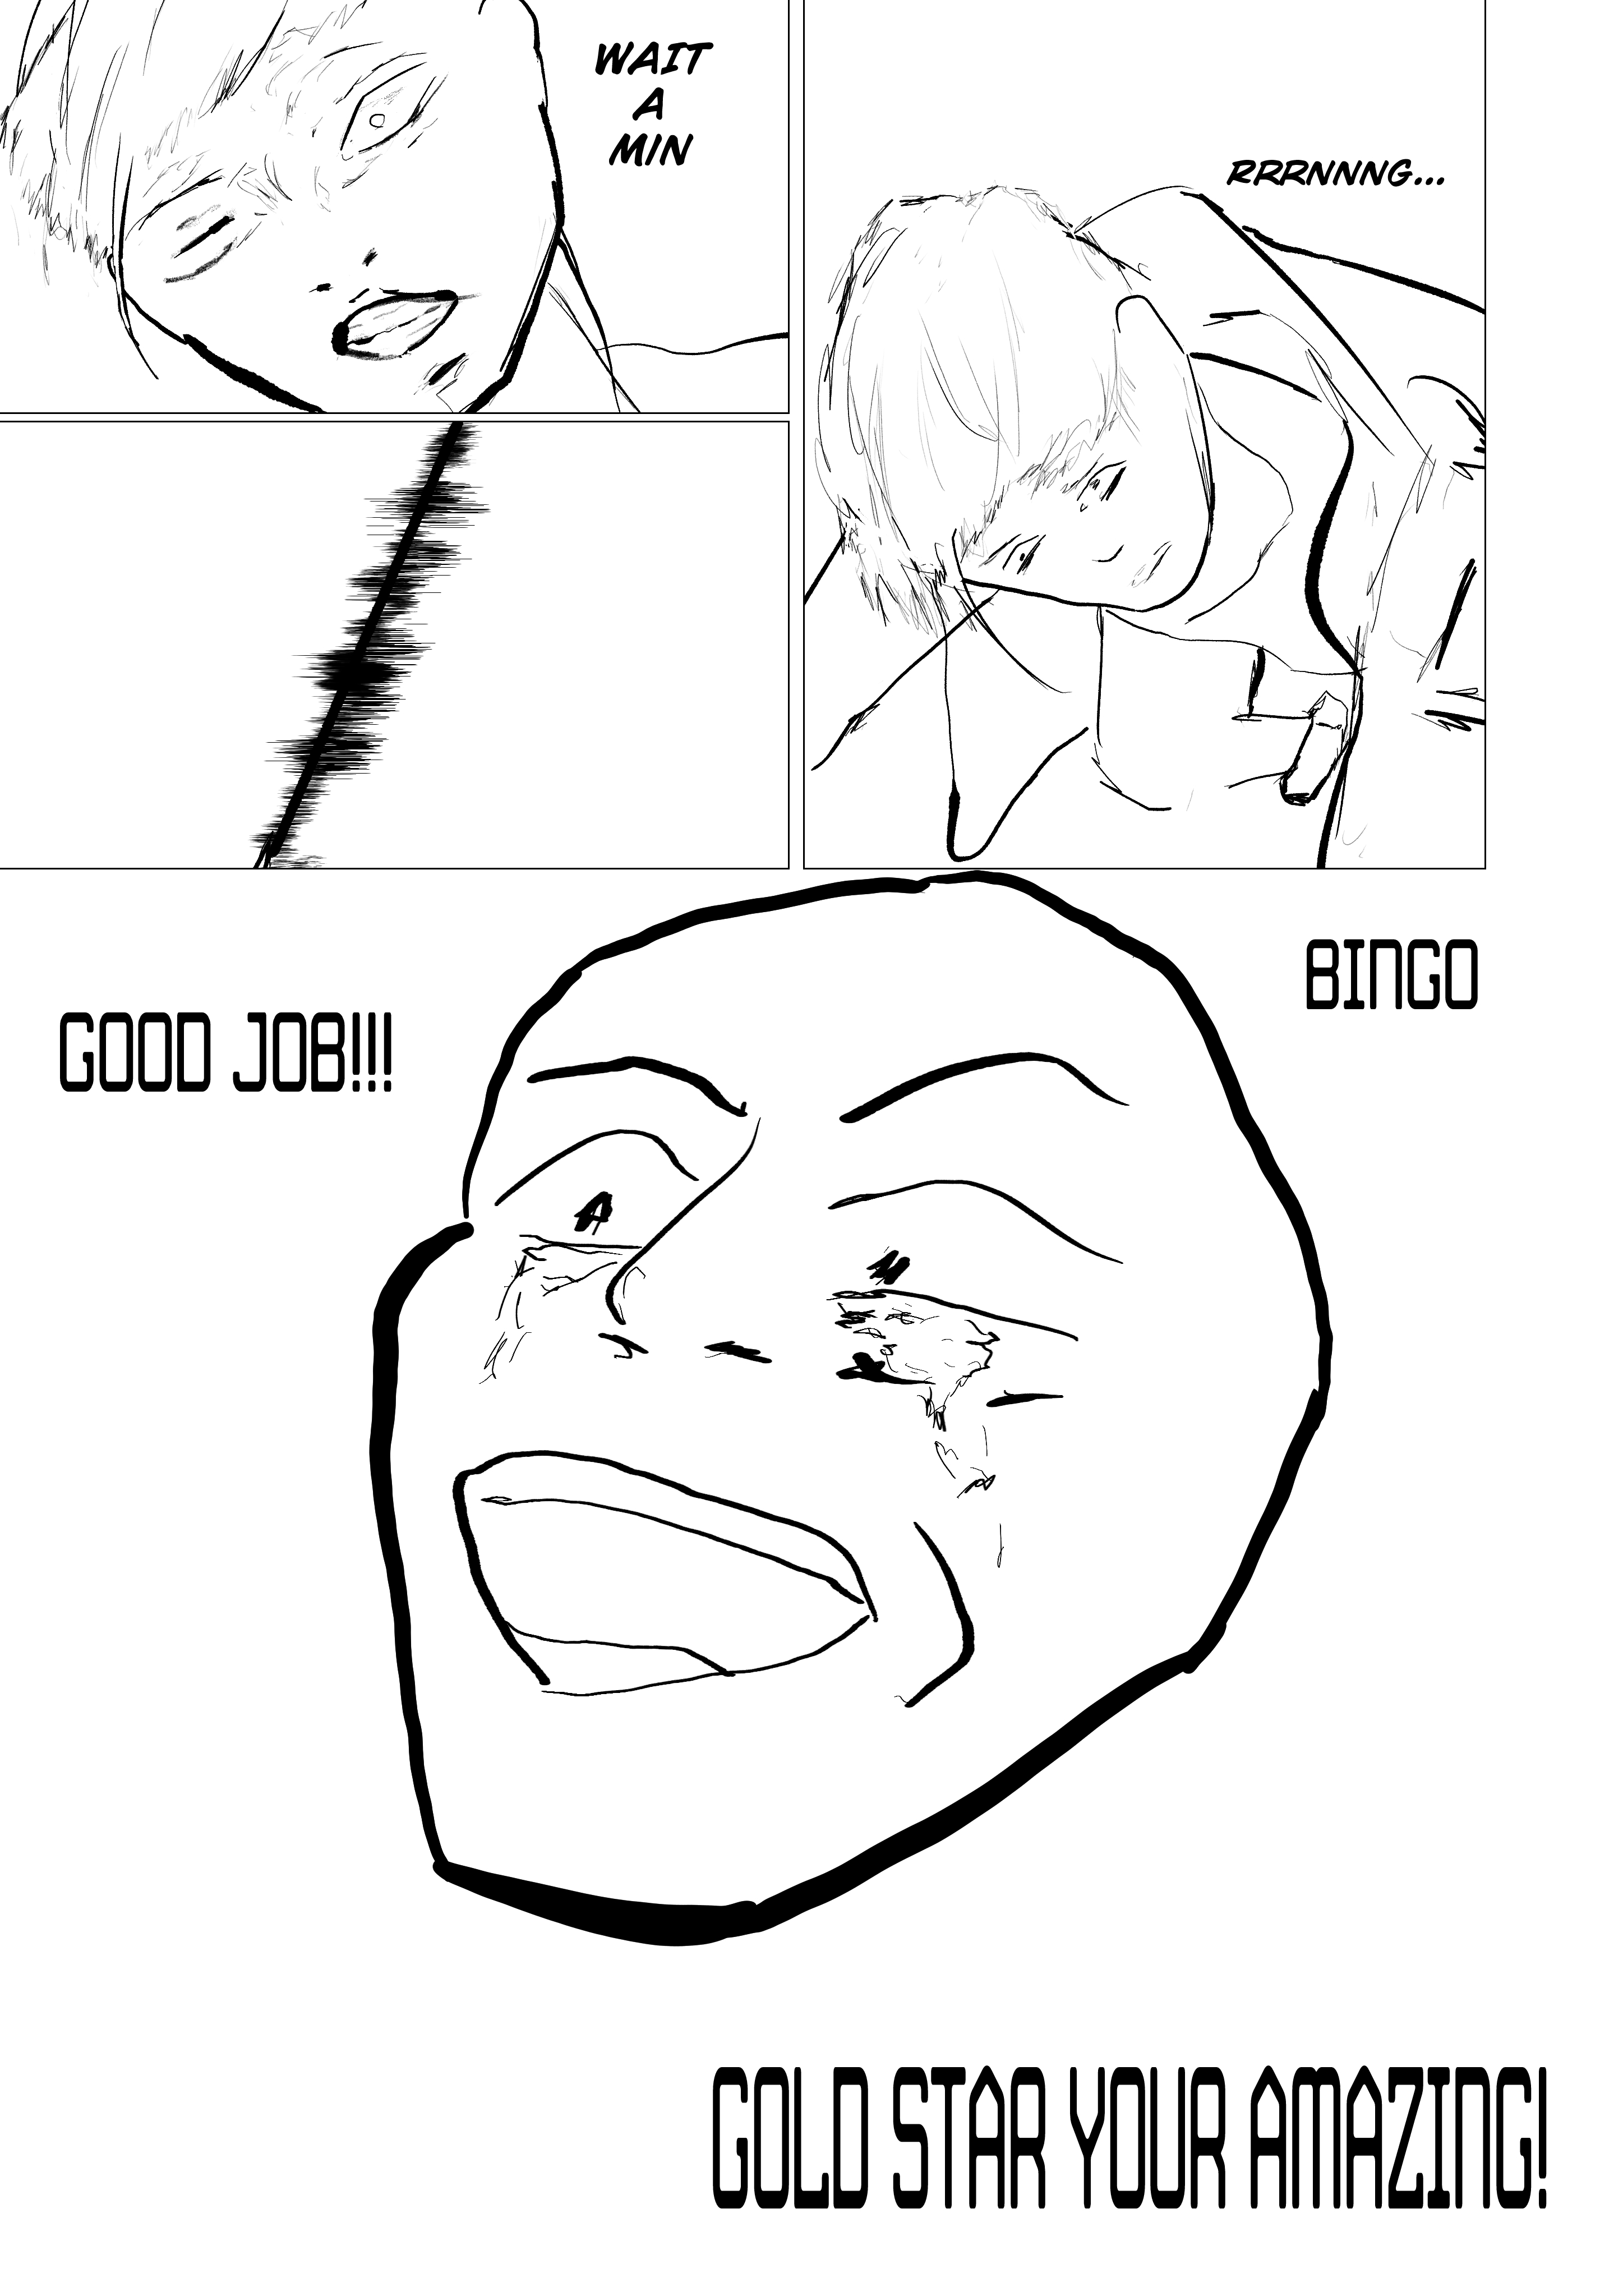 RRRNNNG...
WAIT
A
MIN
BINGO
GOOD JOB!!!
GOLD STAR YOUR AMAZING!